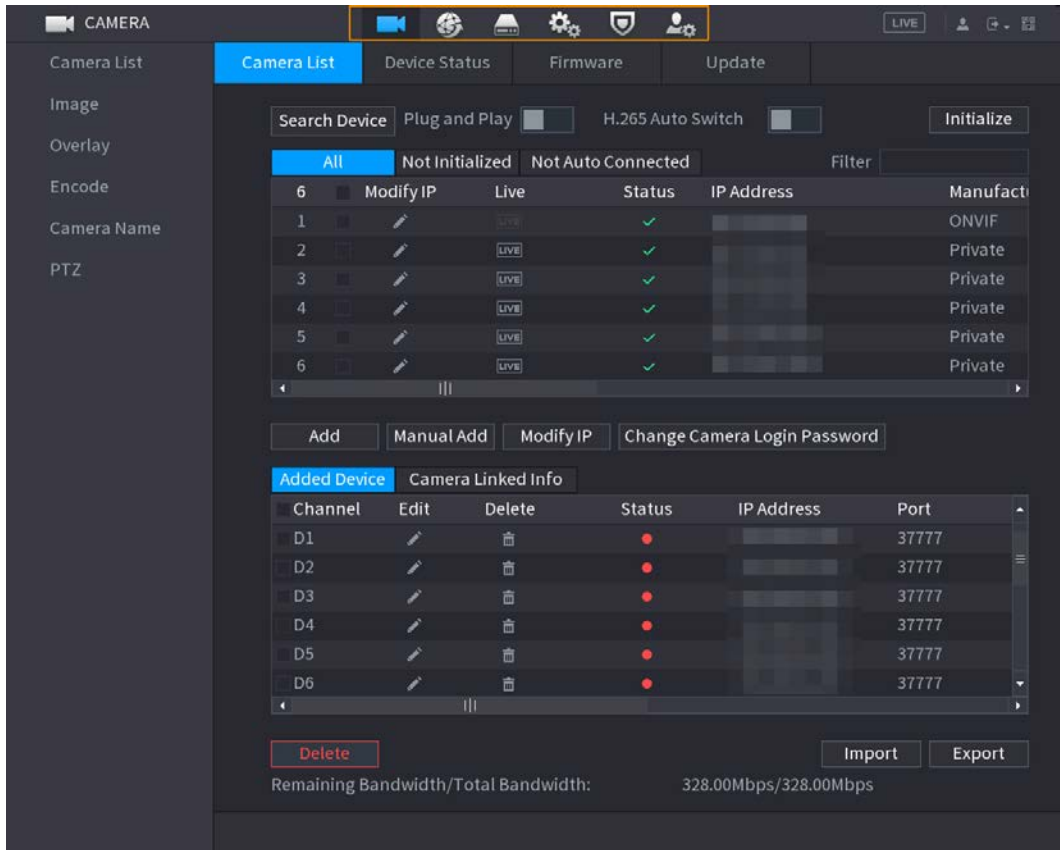 CAMERA LIVE
Camera List
Image
Overlay
Encode
Camera Name
PTZ
Camera List Device Status Firmware Update
Search Device Plug and Play H.265 Auto Switch Initialize
All Not Initialized Not Auto Connected Filter
6 Modify IP Live Status IP Address Manufactu
1 LIVE ONVIF
2 LIVE Private
3 LIVE Private
4 LIVE Private
5 LIVE Private
6 LIVE Private
Add Manual Add Modify IP Change Camera Login Password
Added Device Camera Linked Info
Channel Edit Delete Status IP Address Port
D1 37777
D2 37777
D3 37777
D4 37777
D5 37777
D6 37777
Delete Import Export
Remaining Bandwidth/Total Bandwidth: 328.00Mbps/328.00Mbps